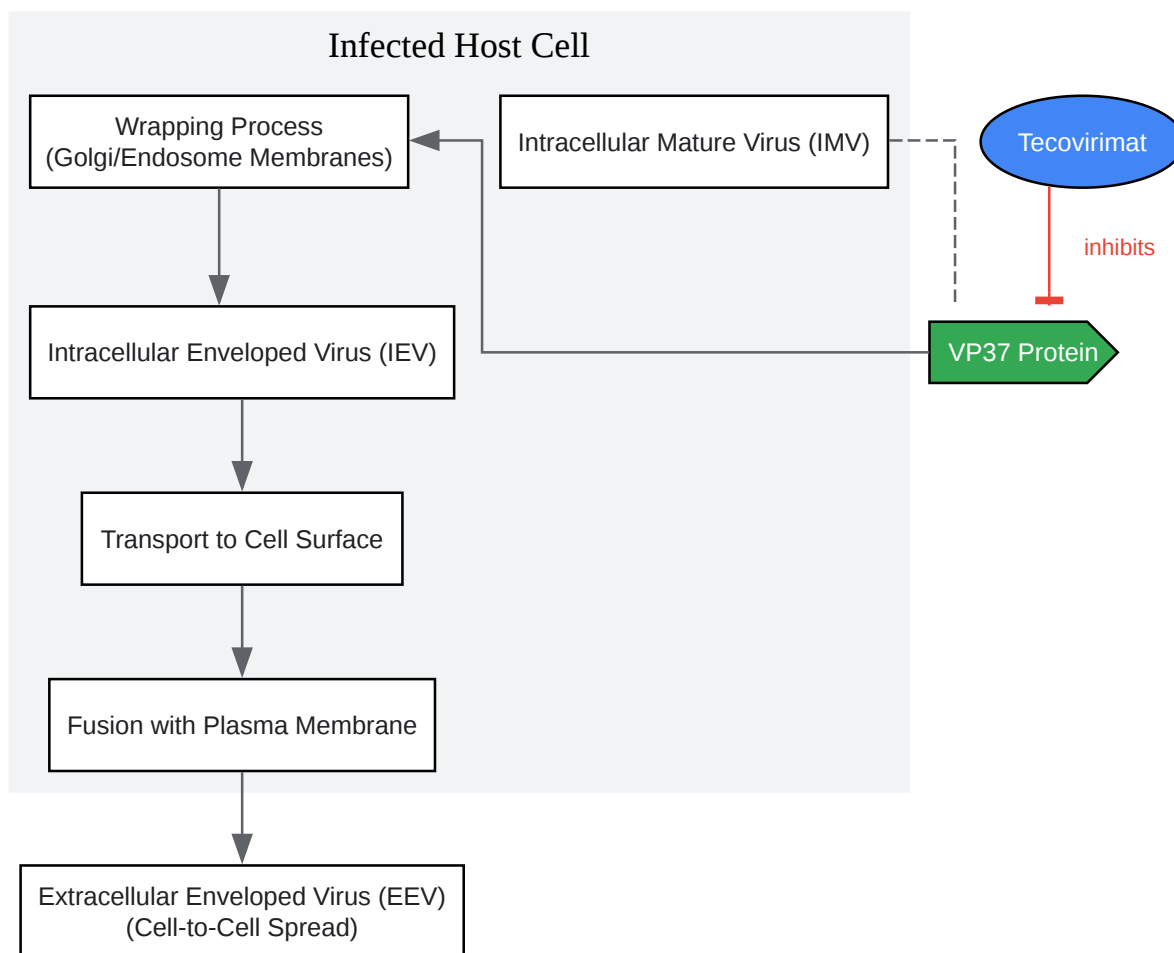 Infected Host Cell
Wrapping Process
(Golgi/Endosome Membranes)
Intracellular Mature Virus (IMV)
Tecovirimat
inhibits
Intracellular Enveloped Virus (IEV)
VP37 Protein
Transport to Cell Surface
Fusion with Plasma Membrane
Extracellular Enveloped Virus (EEV)
(Cell-to-Cell Spread)